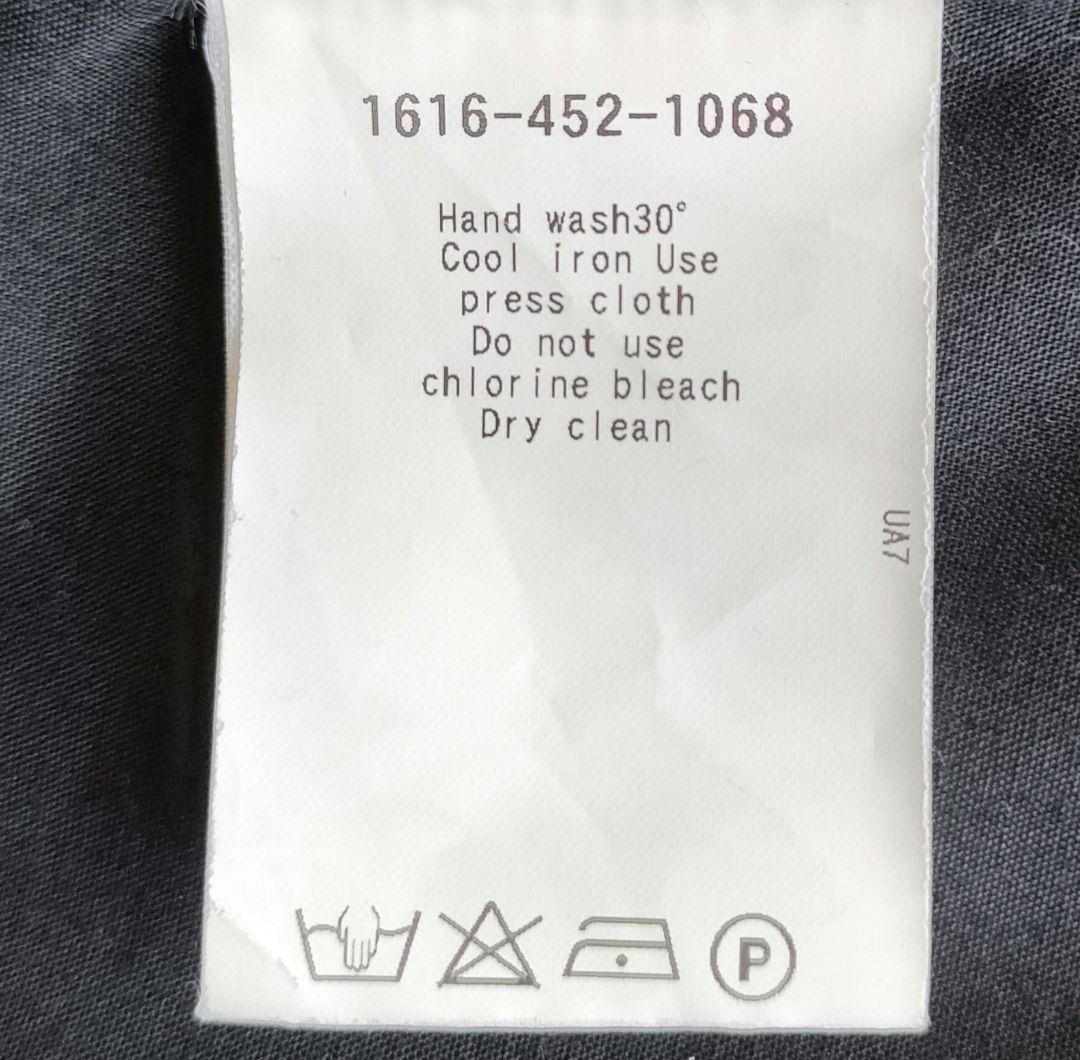 1616-452-1068
Hand wash30°
Cool iron Use
press cloth
Do not use
chlorine bleach
Dry clean
UA7
P